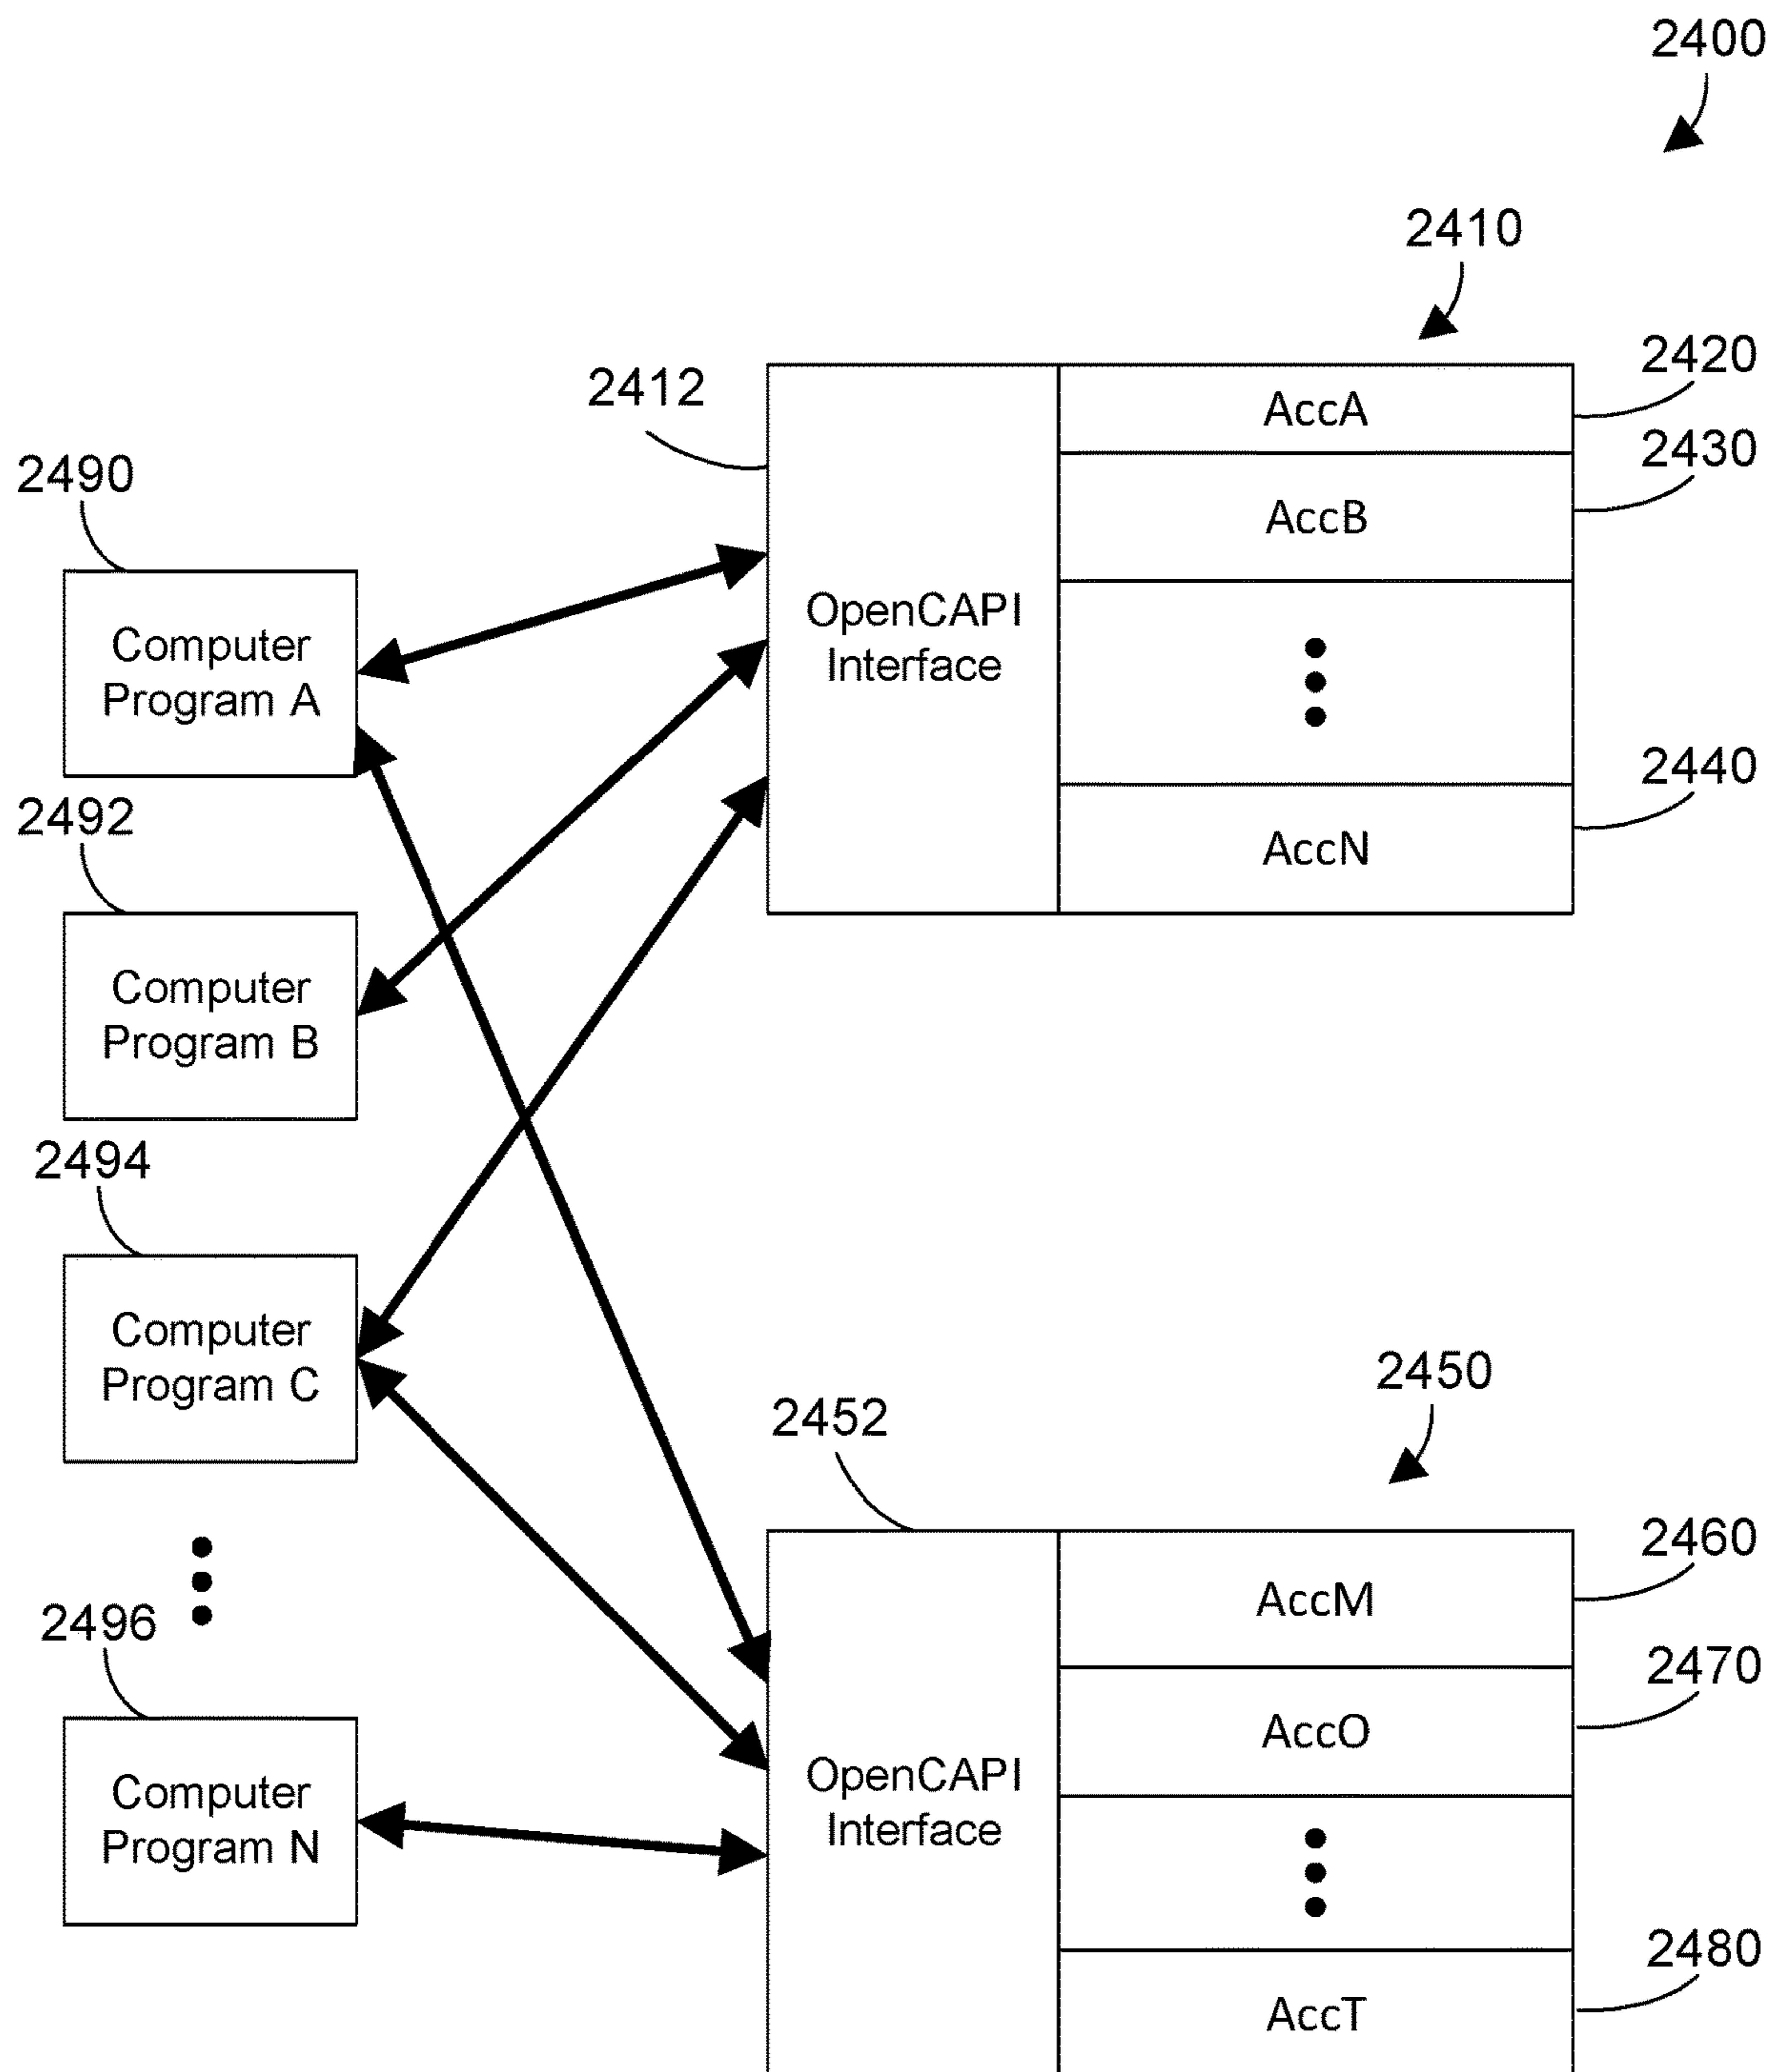 2400
2410
2420
2412
AccA
2430
2490
AccB
OpenCAPI
Interface
Computer
Program A
2440
2492
AccN
Computer
Program B
2494
Computer
Program C
2450
2452
2460
AccM
2496
2470
AccO
Computer
Program N
OpenCAPI
Interface
2480
AccT